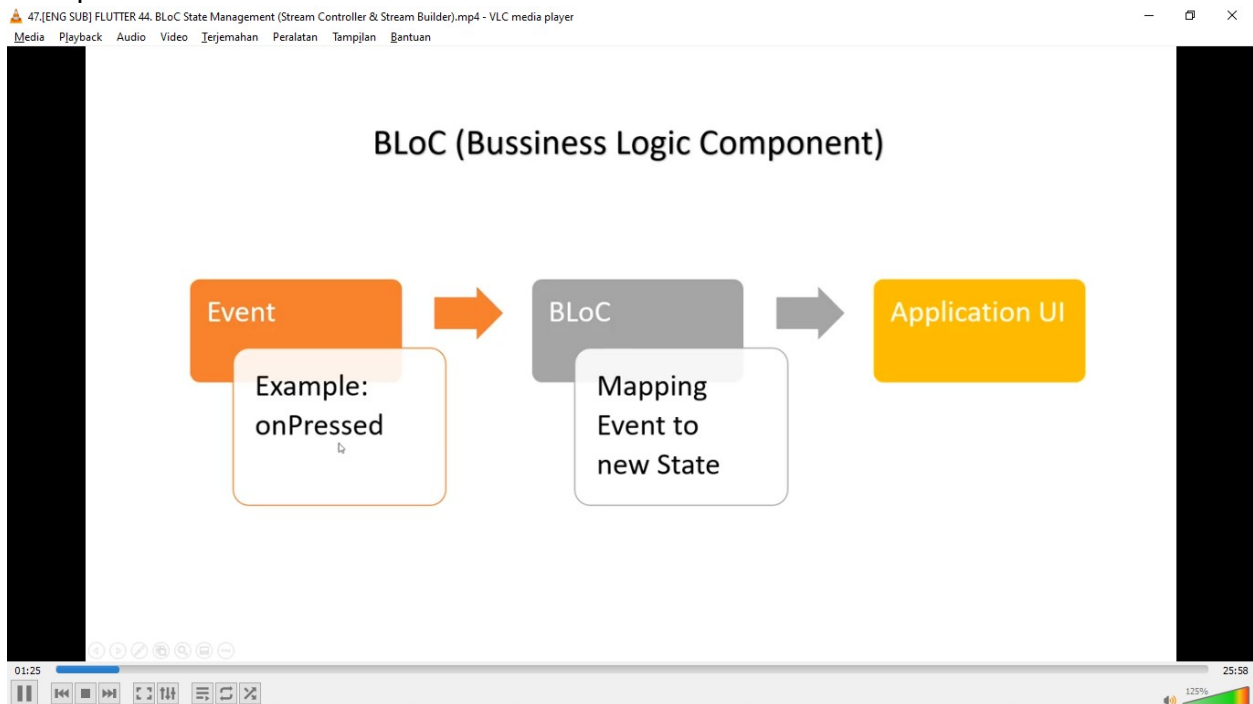 47.[ENG SUB] FLUTTER 44. BLoC State Management (Stream Controller & Stream Builder).mp4 - VLC media player
Media Playback Audio Video Terjemahan Peralatan Tampilan Bantuan
BLoC (Bussiness Logic Component)
Event
Example:
onPressed
BLoC
Mapping
Event to
new State
Application UI
01:25
25:58
125%